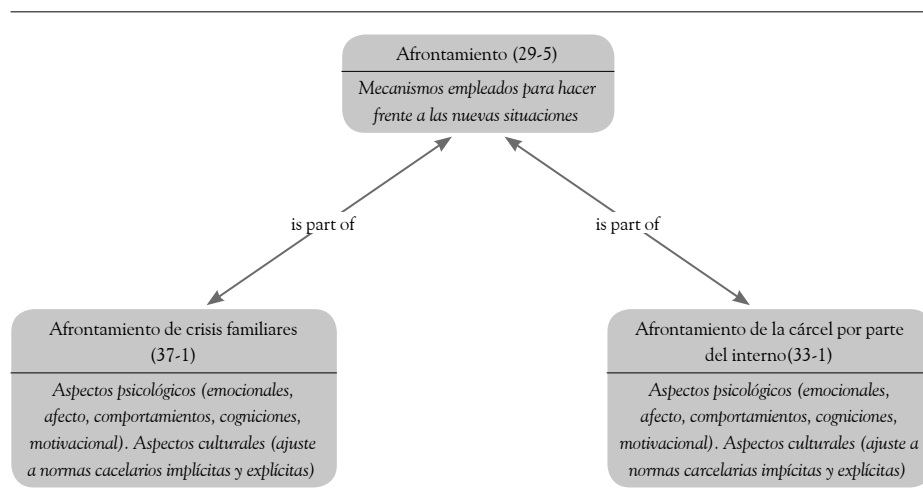 Afrontamiento (29-5)
Mecanismos empleados para hacer
frente a las nuevas situaciones
is part of
is part of
Afrontamiento de crisis familiares
(37-1)
Aspectos psicológicos (emocionales,
afecto, comportamientos, cogniciones,
motivacional). Aspectos culturales (ajuste
a normas cacelarios implícitas y explícitas)
Afrontamiento de la cárcel por parte
del interno(33-1)
Aspectos psicológicos (emocionales,
afecto, comportamientos, cogniciones,
motivacional). Aspectos culturales (ajuste a
normas carcelarias impícitas y explícitas)